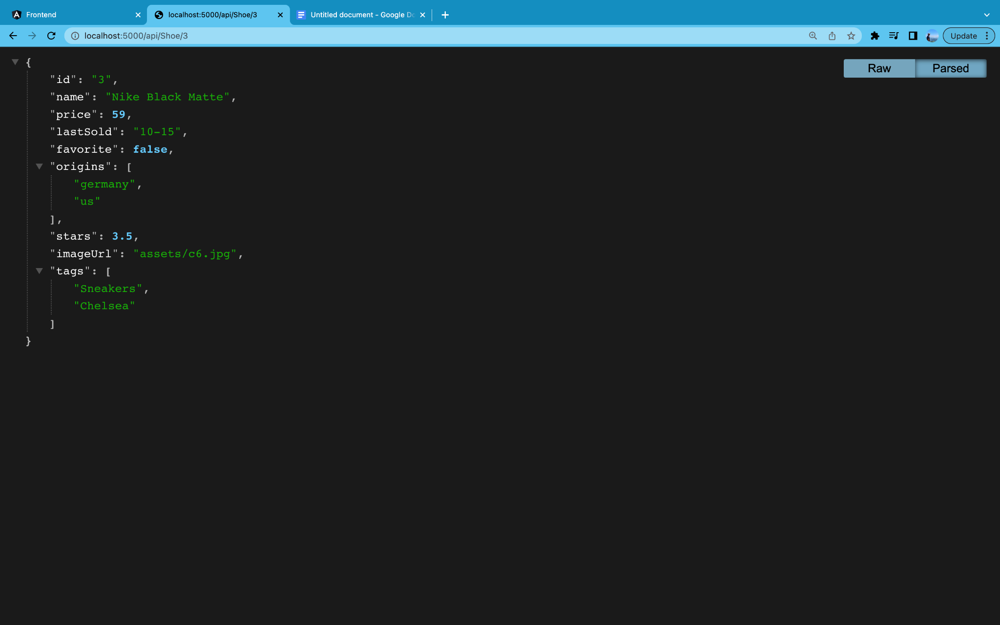 Frontend
localhost:5000/api/Shoe/3
Untitled document - Google Do
localhost:5000/api/Shoe/3
Update
Raw
Parsed
{
"id": "3",
"name": "Nike Black Matte",
"price": 59,
"lastSold": "10-15",
"favorite": false,
"origins": [
"germany",
"us"
],
"stars": 3.5,
"imageUrl": "assets/c6.jpg",
"tags": [
"Sneakers",
"Chelsea"
]
}